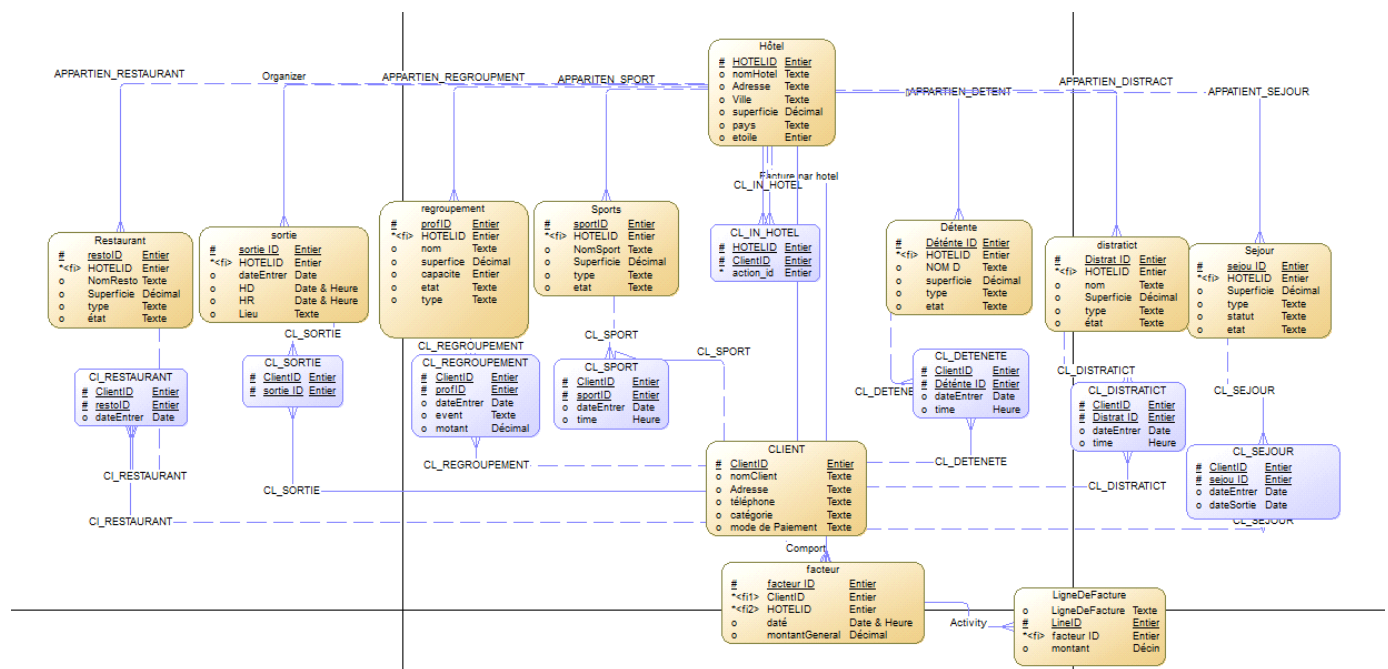 Hôtel
# HOTELID Entier
o nomHotel Texte
o Adresse Texte
o Ville Texte
o superficie Décimal
o pays Texte
o etoile Entier
APPARTIEN_RESTAURANT
Organizer
APPARTIEN_REGROUPMENT
APPARITEN_SPORT
APPARTIEN_DETENT
APPARTIEN_DISTRACT
APPATIENT_SEJOUR
Facture par hotel
CL_IN_HOTEL
Restaurant
# restoID Entier
*<fi> HOTELID Entier
o NomResto Texte
o Superficie Décimal
o type Texte
o état Texte
sortie
# sortie ID Entier
*<fi> HOTELID Entier
o dateEntrer Date
o HD Date & Heure
o HR Date & Heure
o Lieu Texte
regroupement
# profID Entier
*<fi> HOTELID Entier
o nom Texte
o superfice Décimal
o capacite Entier
o etat Texte
o type Texte
Sports
# sportID Entier
*<fi> HOTELID Entier
o NomSport Texte
o Superficie Décimal
o type Texte
o etat Texte
CL_IN_HOTEL
# HOTELID Entier
# ClientID Entier
* action_id Entier
Détente
# Déténte ID Entier
*<fi> HOTELID Entier
o NOM D Texte
o superficie Décimal
o type Texte
o etat Texte
distratict
# Distrat ID Entier
*<fi> HOTELID Entier
o nom Texte
o Superficie Décimal
o type Texte
o état Texte
Sejour
# sejou ID Entier
*<fi> HOTELID Entier
o Superficie Décimal
o type Texte
o statut Texte
o etat Texte
CL_SORTIE
CL_REGROUPEMENT
CL_SPORT
CL_SPORT
CL_DETENETE
CL_DISTRATICT
CL_SEJOUR
CI_RESTAURANT
# ClientID Entier
# restoID Entier
o dateEntrer Date
CL_SORTIE
# ClientID Entier
# sortie ID Entier
CL_REGROUPEMENT
# ClientID Entier
# profID Entier
o dateEntrer Date
o event Texte
o motant Décimal
CL_SPORT
# ClientID Entier
# sportID Entier
o dateEntrer Date
o time Heure
CL_DETENETE
# ClientID Entier
# Déténte ID Entier
o dateEntrer Date
o time Heure
CL_DISTRATICT
# ClientID Entier
# Distrat ID Entier
o dateEntrer Date
o time Heure
CL_SEJOUR
# ClientID Entier
# sejou ID Entier
o dateEntrer Date
o dateSortie Date
CI_RESTAURANT
CL_SORTIE
CI_RESTAURANT
CL_REGROUPEMENT
CL_DETENETE
CL_DISTRATICT
CL_SEJOUR
CLIENT
# ClientID Entier
o nomClient Texte
o Adresse Texte
o téléphone Texte
o catégorie Texte
o mode de Paiement Texte
Comport
facteur
# facteur ID Entier
*<fi1> ClientID Entier
*<fi2> HOTELID Entier
o daté Date & Heure
o montantGeneral Décimal
Activity
LigneDeFacture
o LigneDeFacture Texte
# LineID Entier
*<fi> facteur ID Entier
o montant Décin